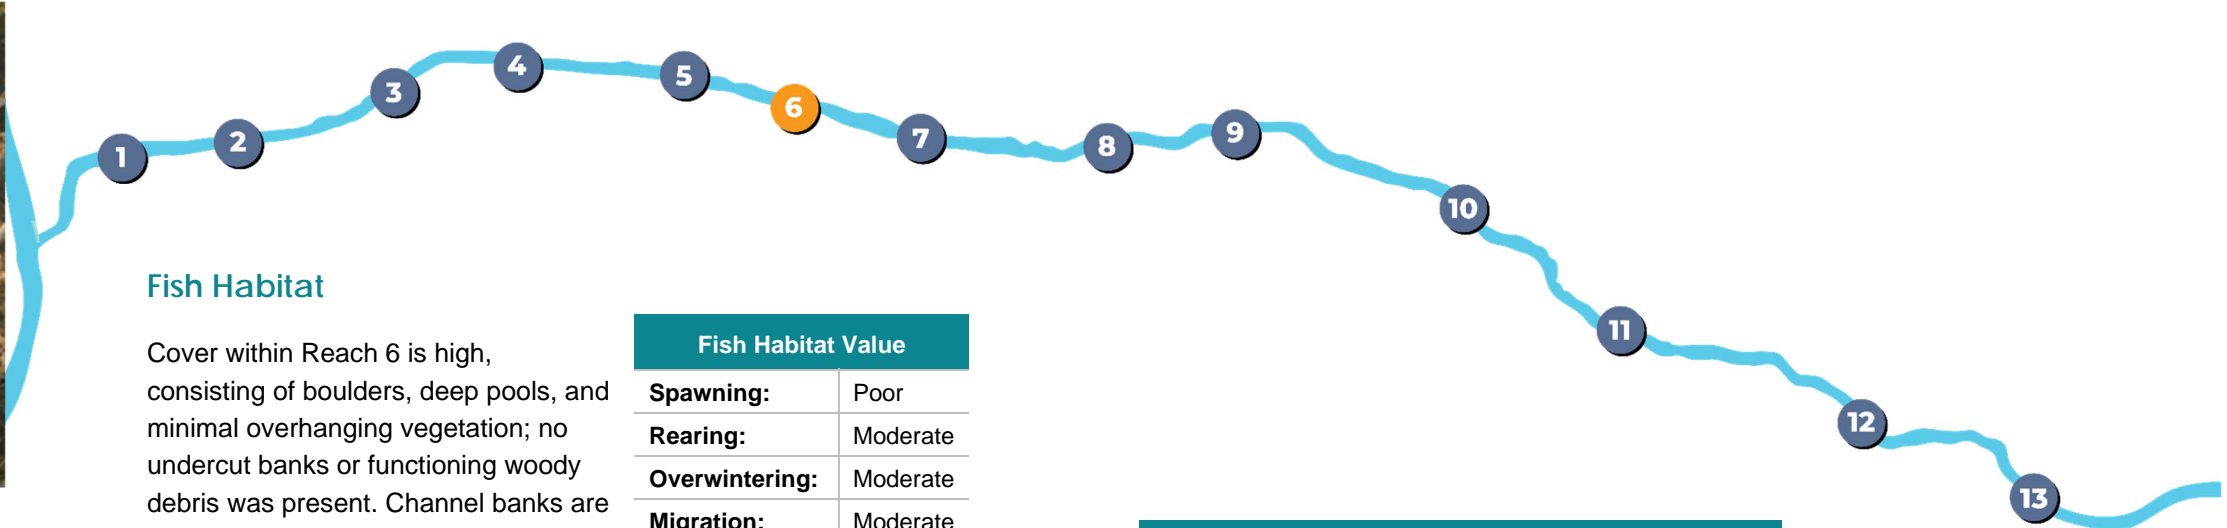 1
2
3
4
5
6
7
8
9
10
11
12
13
Fish Habitat
Cover within Reach 6 is high,
consisting of boulders, deep pools, and
minimal overhanging vegetation; no
undercut banks or functioning woody
debris was present. Channel banks are
Fish Habitat Value
Spawning: Poor
Rearing: Moderate
Overwintering: Moderate
Migration: Moderate